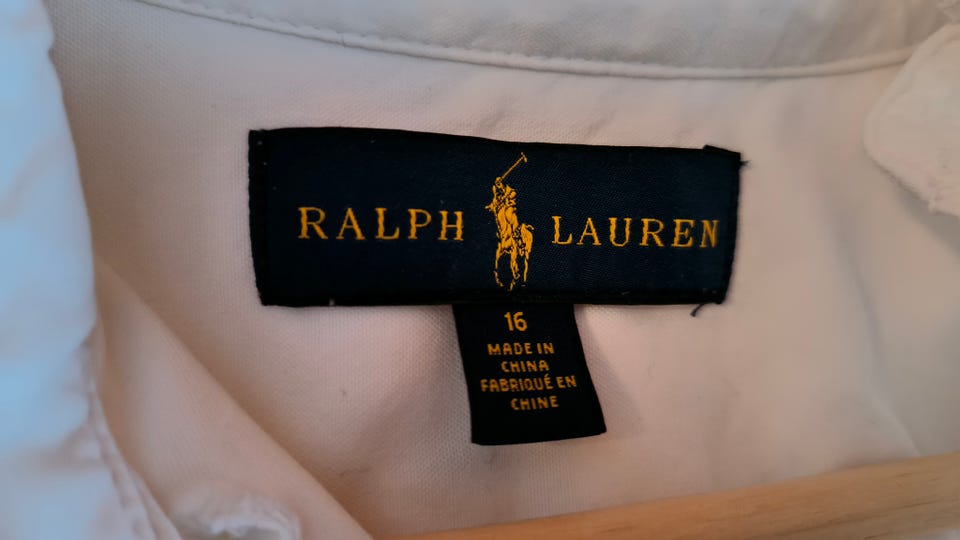 RALPH LAUREN
16
MADE IN
CHINA
FABRIQUÉ EN
CHINE